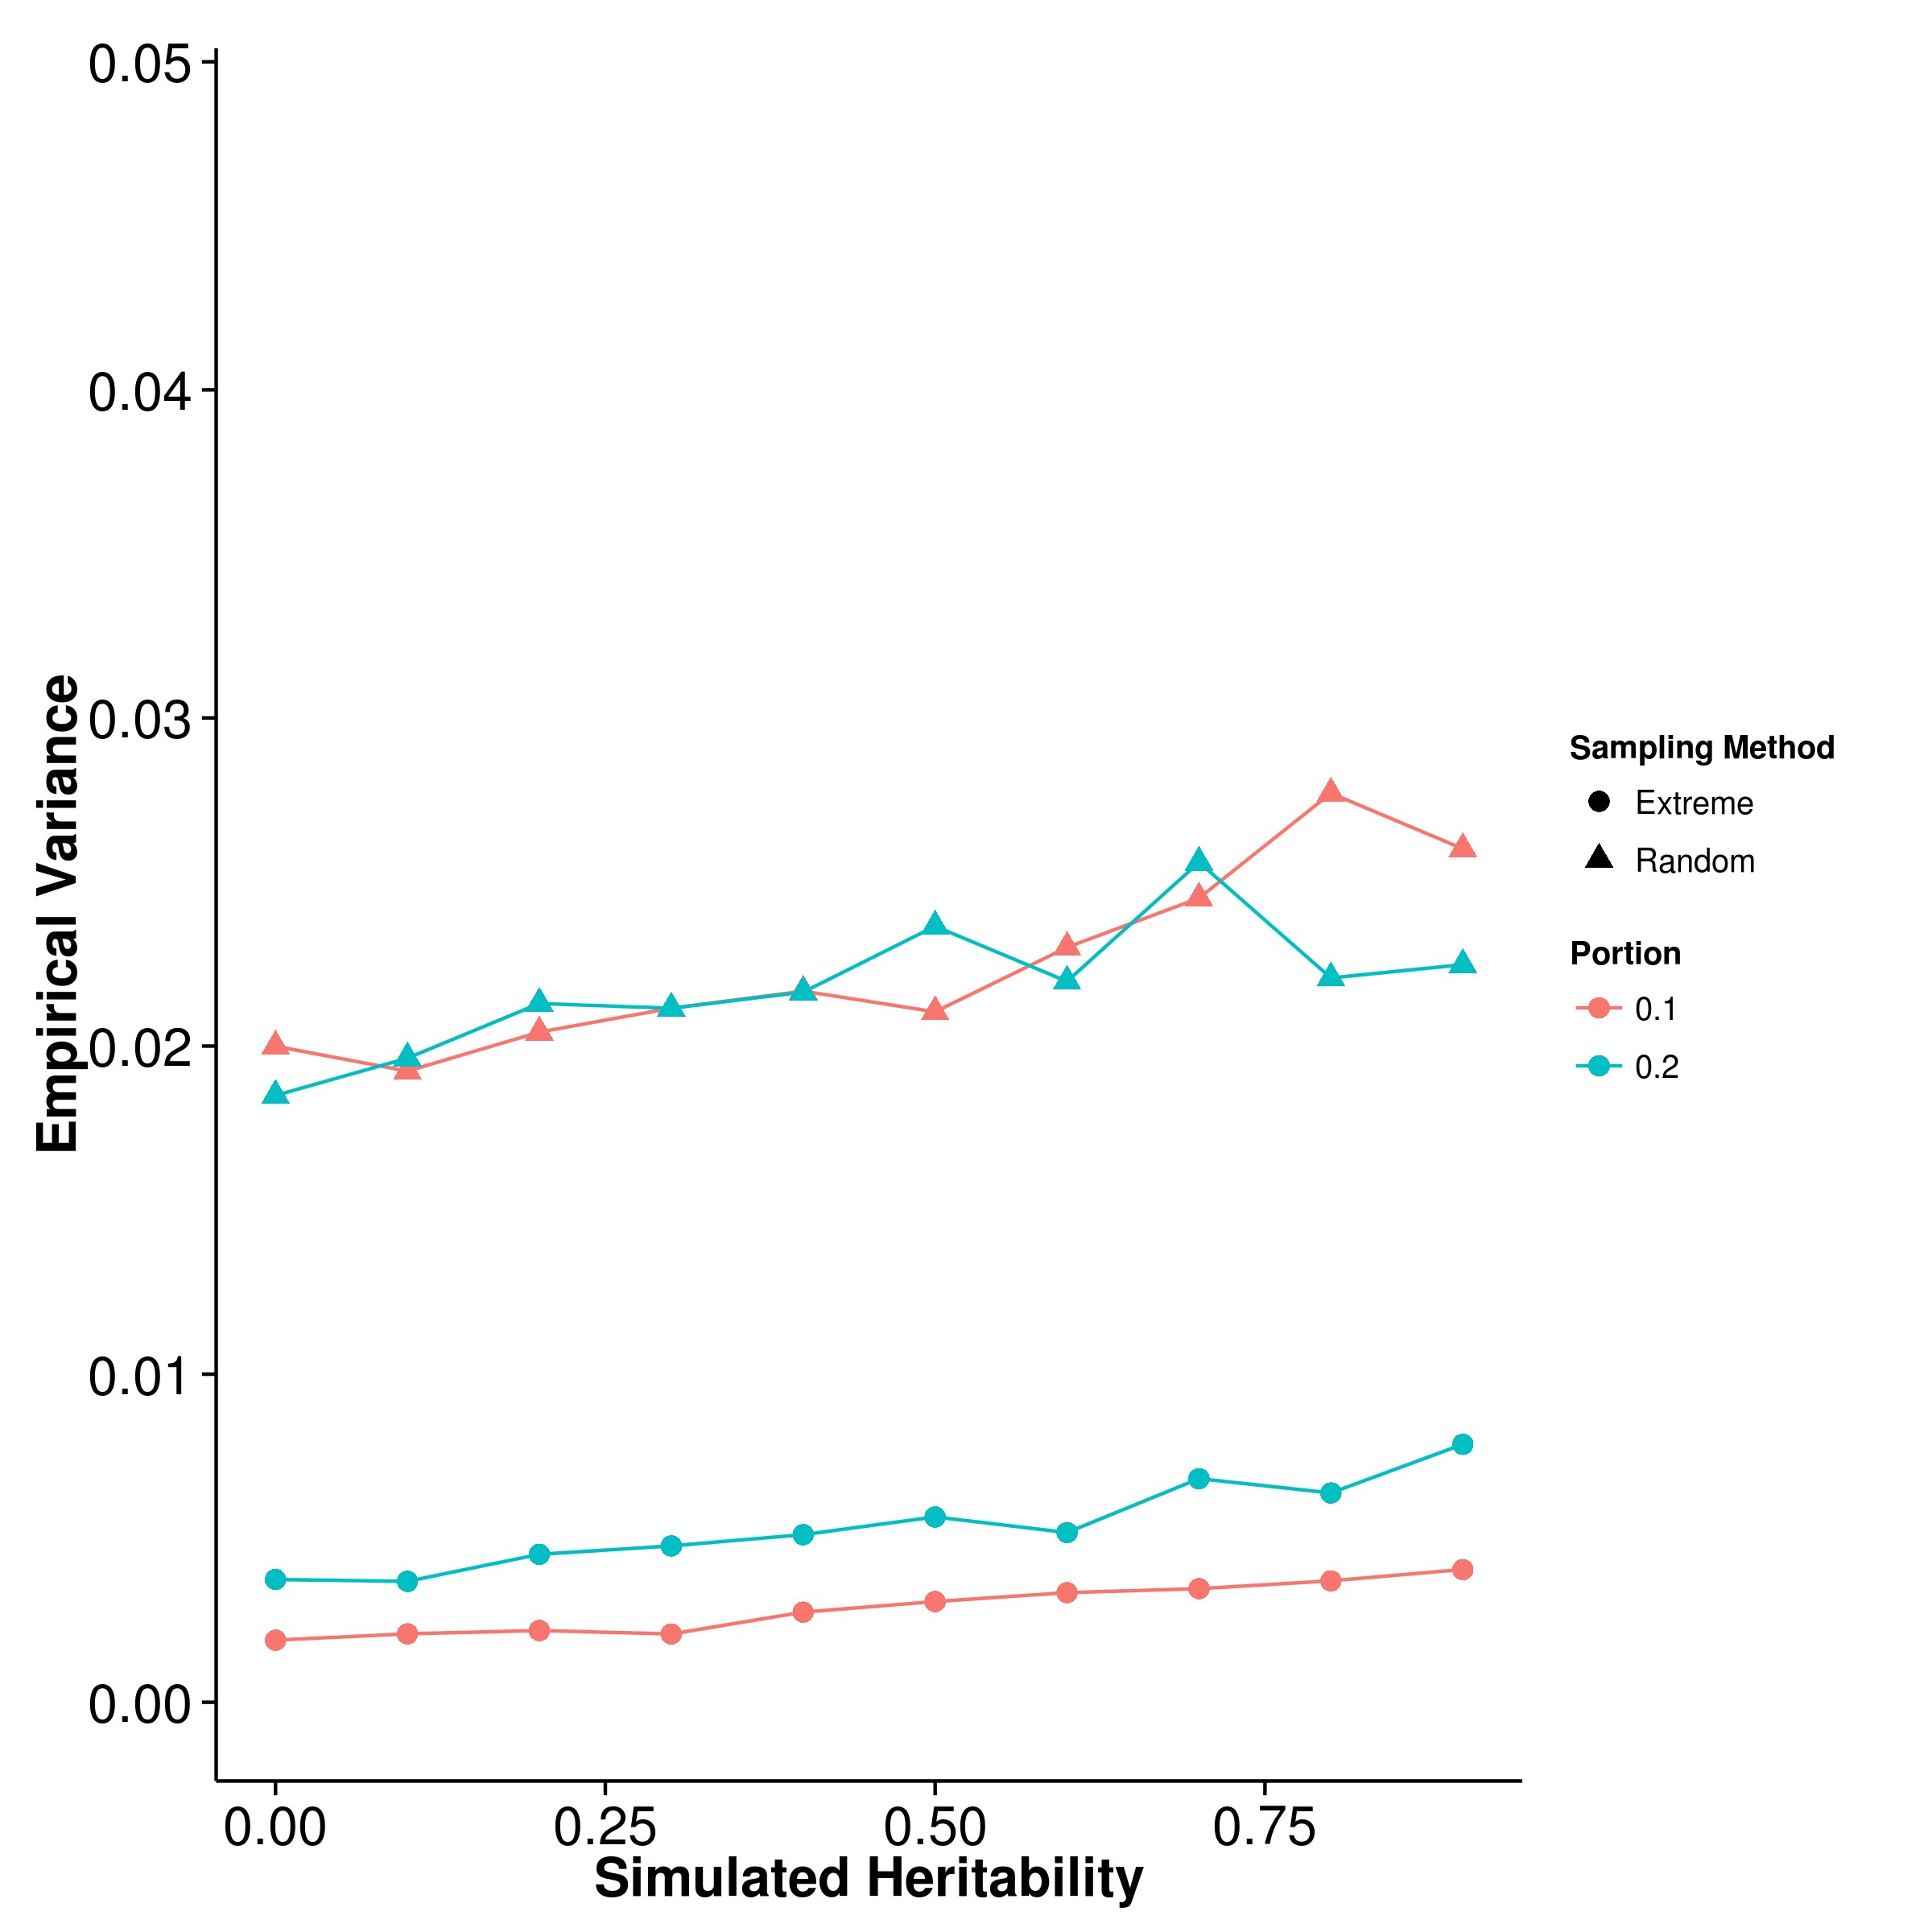 0.05
0.04
0.03
0.02
0.01
0.00
Empirical Variance
0.00 0.25 0.50 0.75
Simulated Heritability
Sampling Method
Extreme
Random
Portion
0.1
0.2